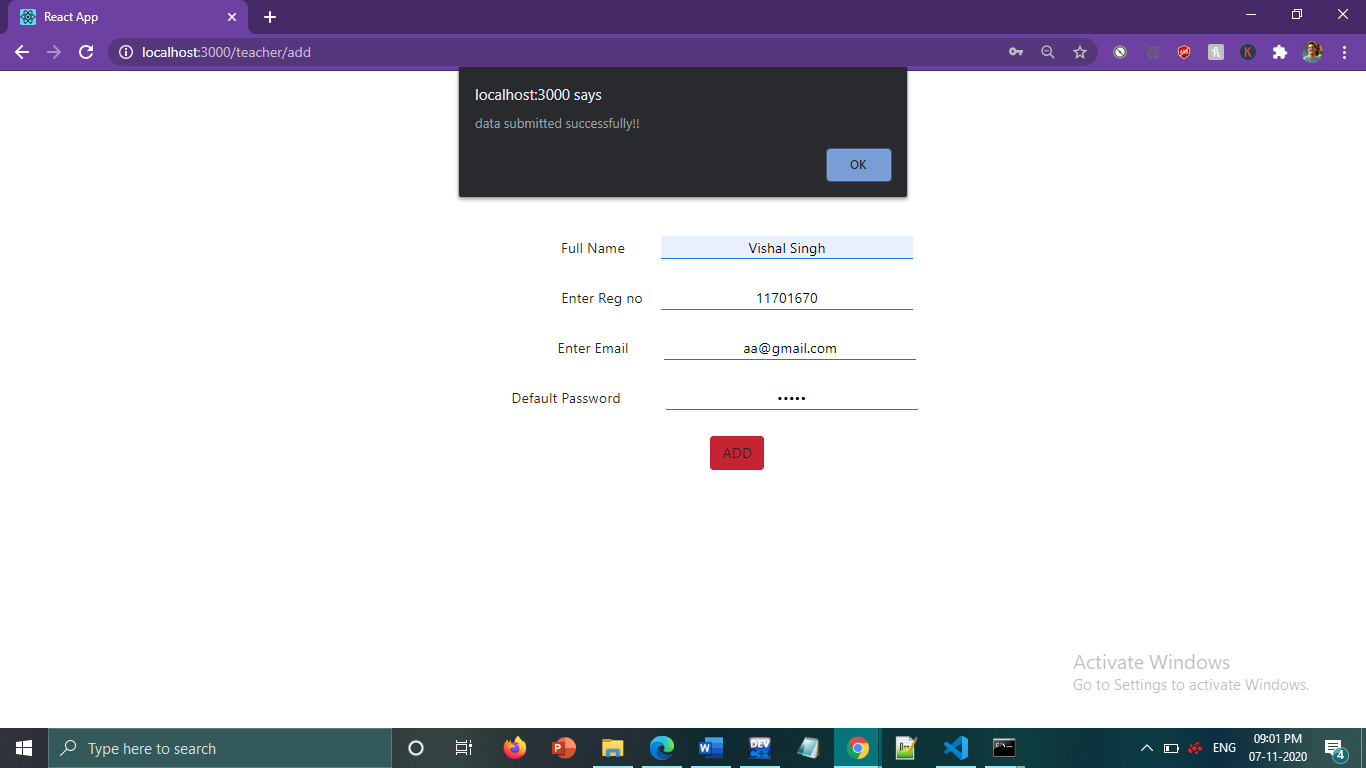 React App
localhost:3000/teacher/add
localhost:3000 says
data submitted successfully!!
OK
Full Name Vishal Singh
Enter Reg no 11701670
Enter Email aa@gmail.com
Default Password •••••
ADD
Activate Windows
Go to Settings to activate Windows.
Type here to search
DEV
ENG
09:01 PM
07-11-2020
4